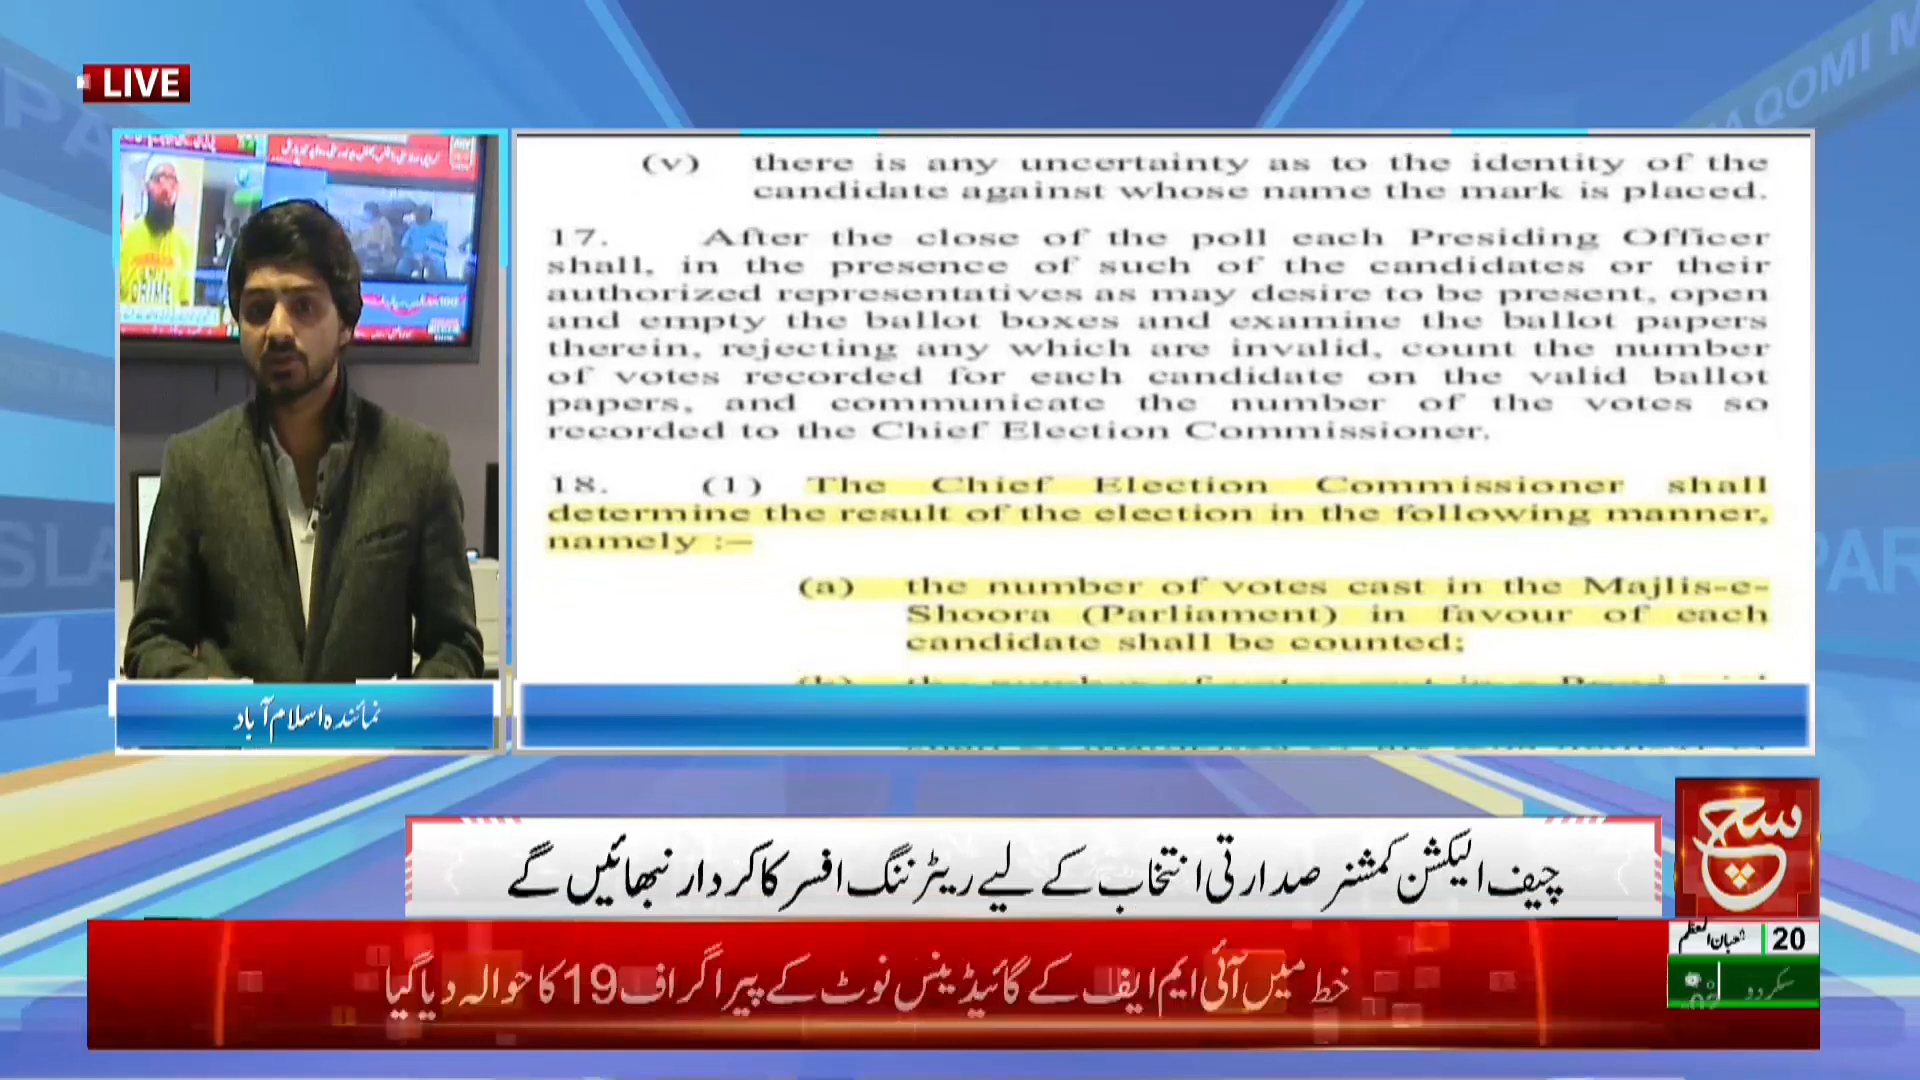 LIVE
(v) there is any uncertainty as to the identity of the
candidate against whose name the mark is placed.
17. After the close of the poll each Presiding Officer
shall, in the presence of such of the candidates or their
authorized representatives as may desire to be present, open
and empty the ballot boxes and examine the ballot papers
therein, rejecting any which are invalid, count the number
of votes recorded for each candidate on the valid ballot
papers, and communicate the number of the votes so
recorded to the Chief Election Commissioner.
18. (1) The Chief Election Commissioner shall
determine the result of the election in the following manner,
namely :—
(a) the number of votes cast in the Majlis-e-
Shoora (Parliament) in favour of each
candidate shall be counted;
نمائندہ اسلام آباد
چیف الیکشن کمشنر صدارتی انتخاب کے لیے ریٹرننگ افسر کا کردار نبھائیں گے
سچ
شعبان المعظم 20
خط میں آئی ایم ایف کے گائیڈینس نوٹ کے پیراگراف 19 کا حوالہ دیا گیا
سکردو
QOMI
PAR
SLA
4